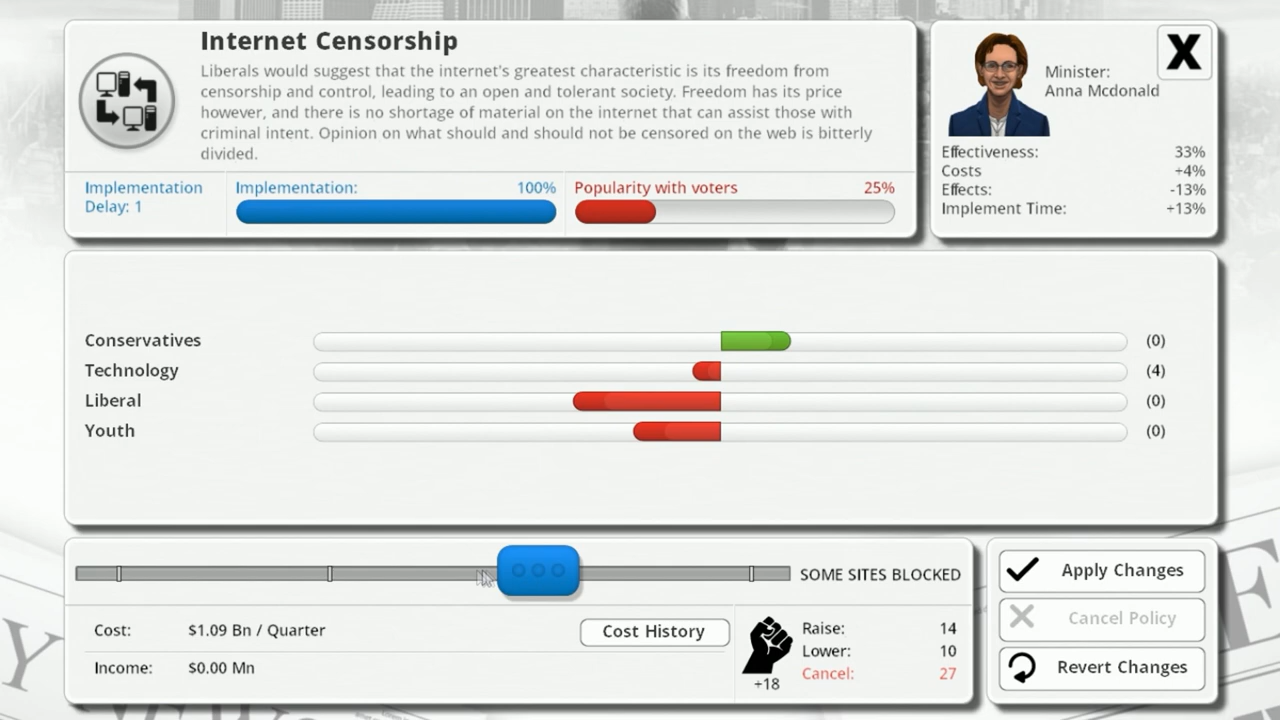 Internet Censorship
Liberals would suggest that the internet's greatest characteristic is its freedom from
censorship and control, leading to an open and tolerant society. Freedom has its price
however, and there is no shortage of material on the internet that can assist those with
criminal intent. Opinion on what should and should not be censored on the web is bitterly
divided.
Implementation
Delay: 1
Implementation: 100%
Popularity with voters 25%
Minister:
Anna Mcdonald
X
Effectiveness: 33%
Costs +4%
Effects: -13%
Implement Time: +13%
Conservatives (0)
Technology (4)
Liberal (0)
Youth (0)
SOME SITES BLOCKED
Cost: $1.09 Bn / Quarter
Cost History
Income: $0.00 Mn
+18
Raise: 14
Lower: 10
Cancel: 27
Apply Changes
Cancel Policy
Revert Changes